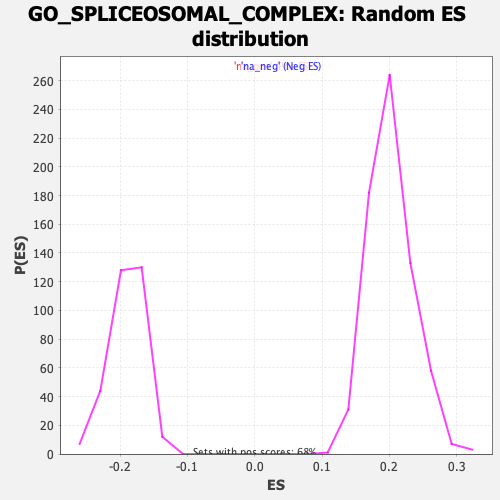 GO_SPLICEOSOMAL_COMPLEX: Random ES
distribution
'na_neg' (Neg ES)
260
240
220
200
180
160
140
120
100
80
60
40
20
0
P(ES)
Sets with pos scores: 68%
-0.2 -0.1 0.0 0.1 0.2 0.3
ES